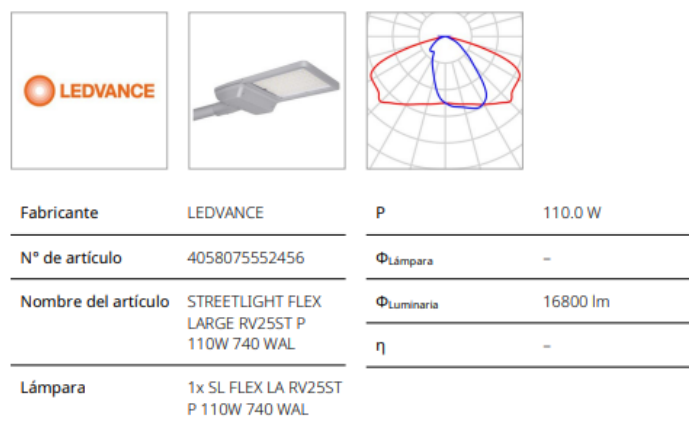 LEDVANCE
Fabricante LEDVANCE
N° de artículo 4058075552456
Nombre del artículo STREETLIGHT FLEX
LARGE RV25ST P
110W 740 WAL
Lámpara 1x SL FLEX LA RV25ST
P 110W 740 WAL
P 110.0 W
ΦLámpara –
ΦLuminaria 16800 lm
η –